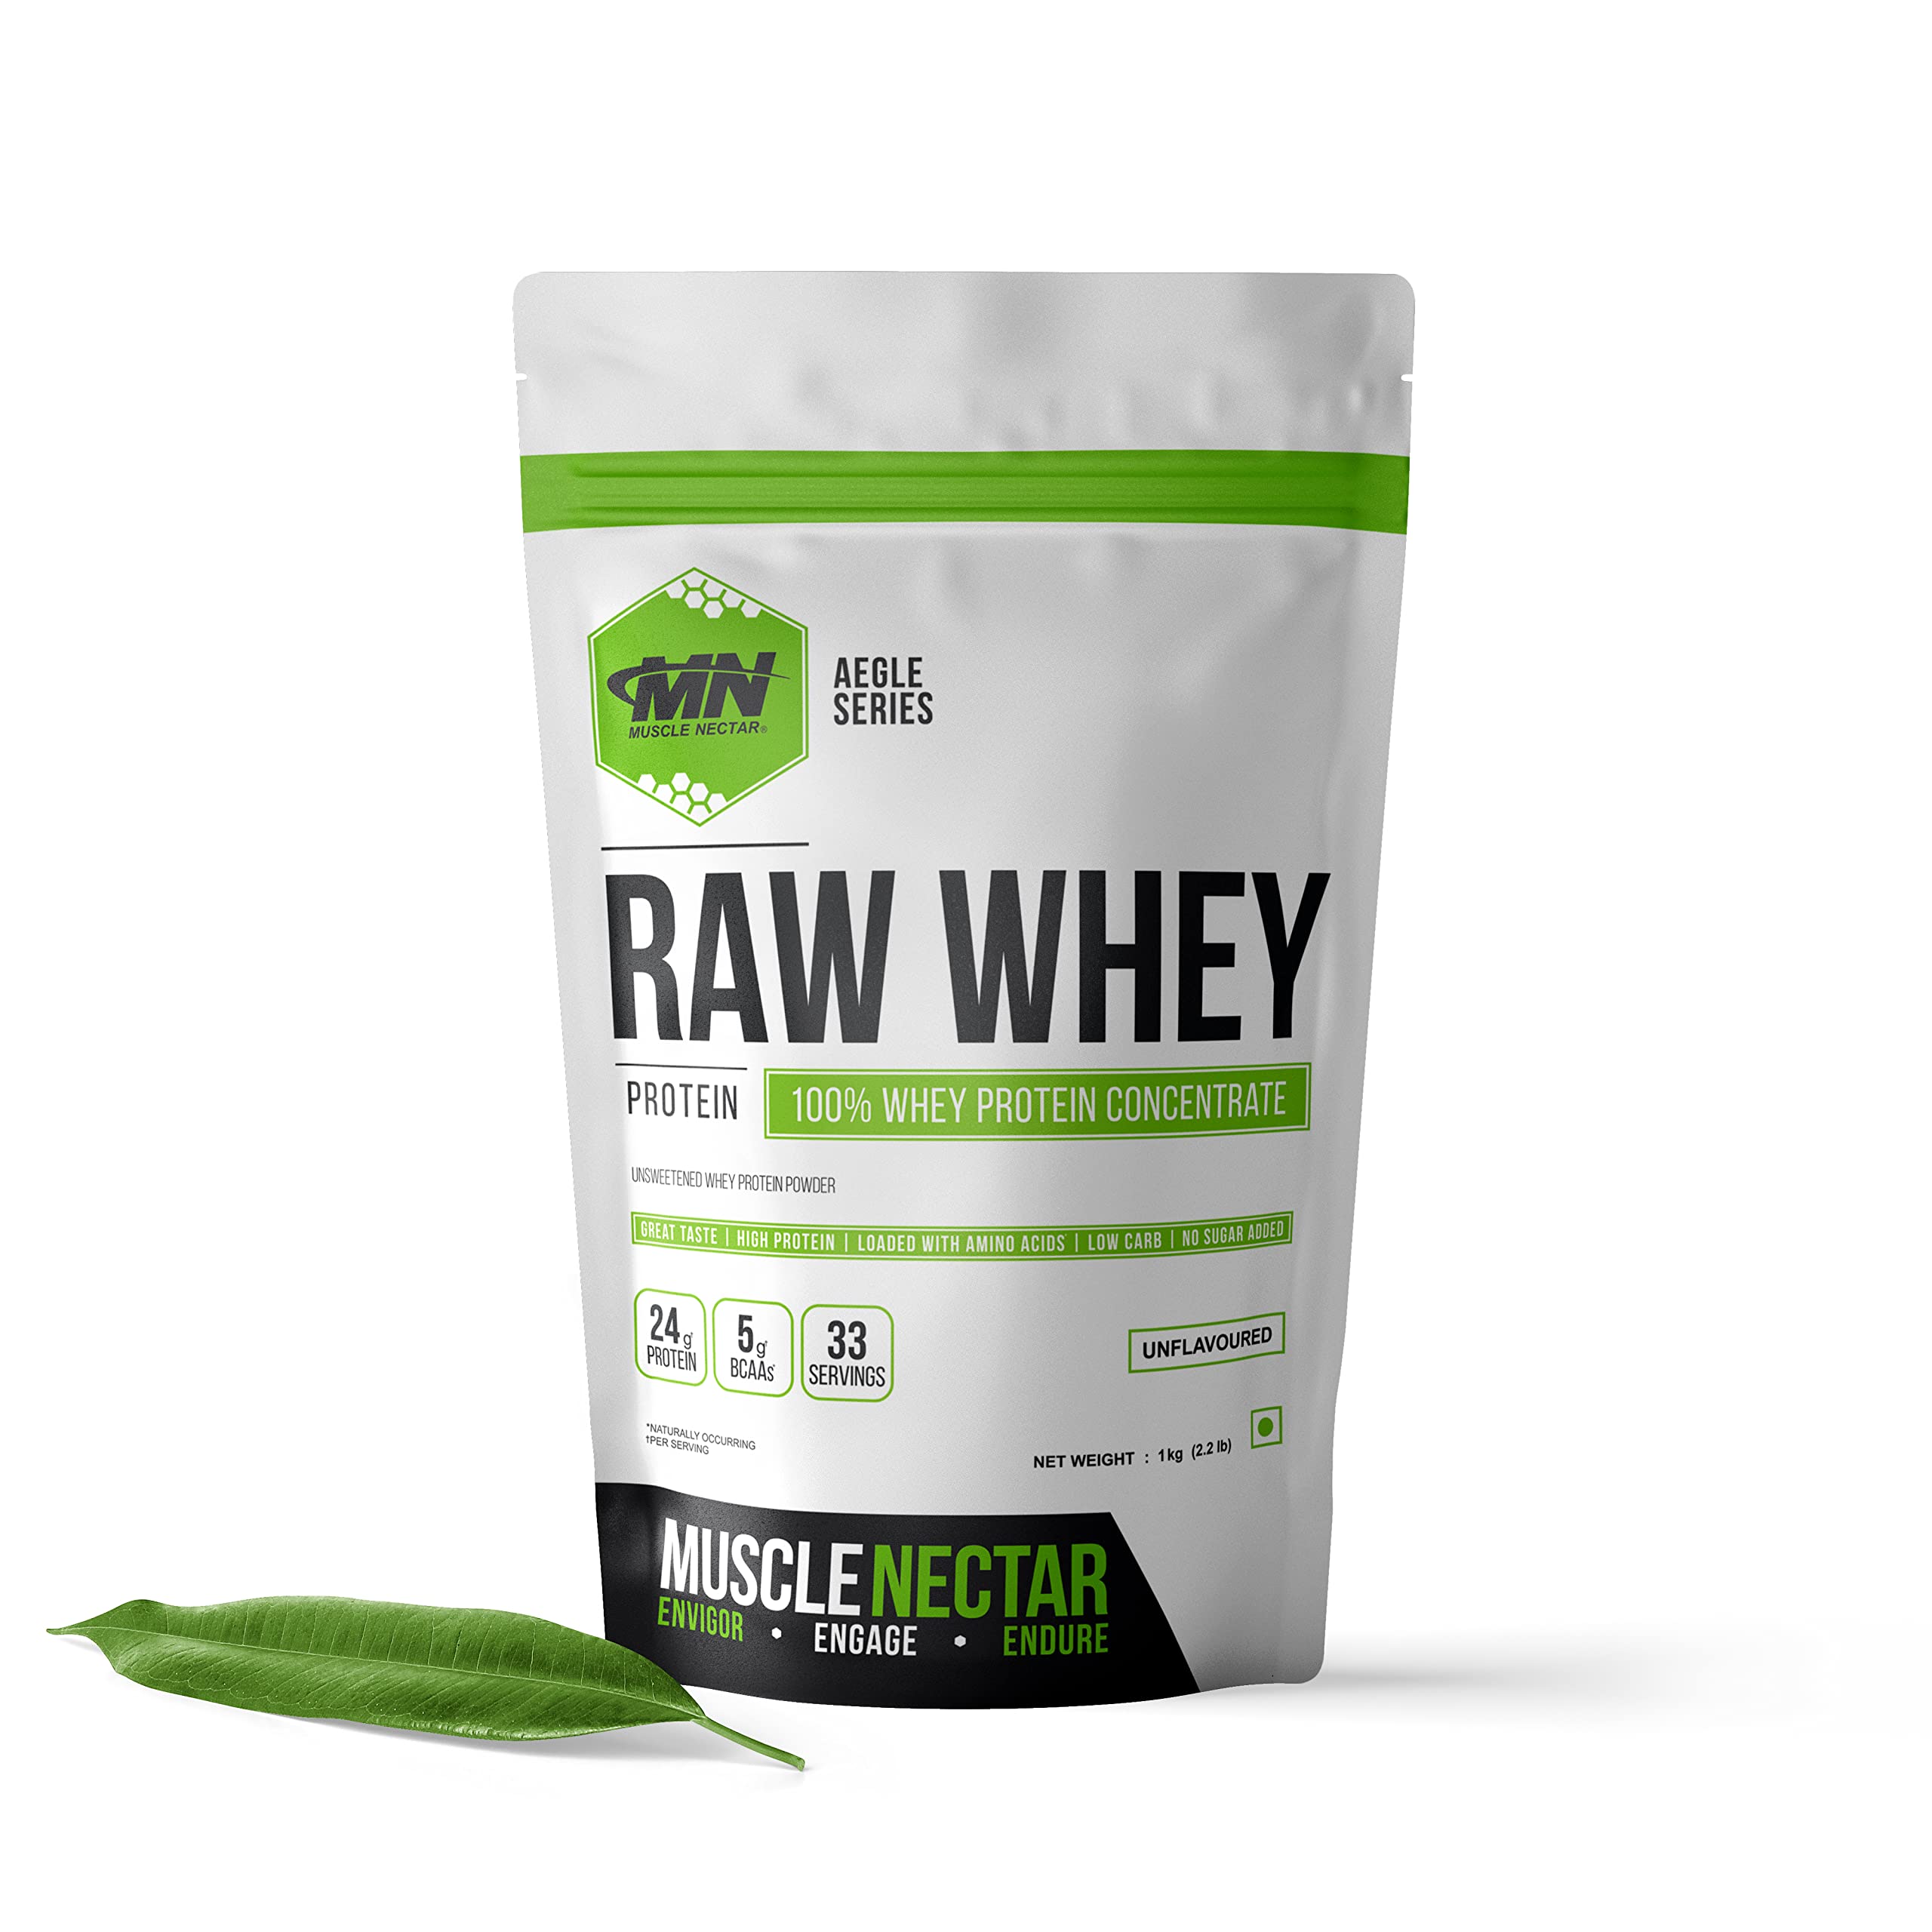 MN
MUSCLE NECTAR®
AEGLE
SERIES
RAW WHEY
PROTEIN
100% WHEY PROTEIN CONCENTRATE
UNSWEETENED WHEY PROTEIN POWDER
GREAT TASTE | HIGH PROTEIN | LOADED WITH AMINO ACIDS* | LOW CARB | NO SUGAR ADDED
24 g†
PROTEIN
5 g†
BCAAs*
33
SERVINGS
UNFLAVOURED
*NATURALLY OCCURRING
†PER SERVING
NET WEIGHT : 1kg (2.2 lb)
MUSCLE NECTAR
ENVIGOR • ENGAGE • ENDURE